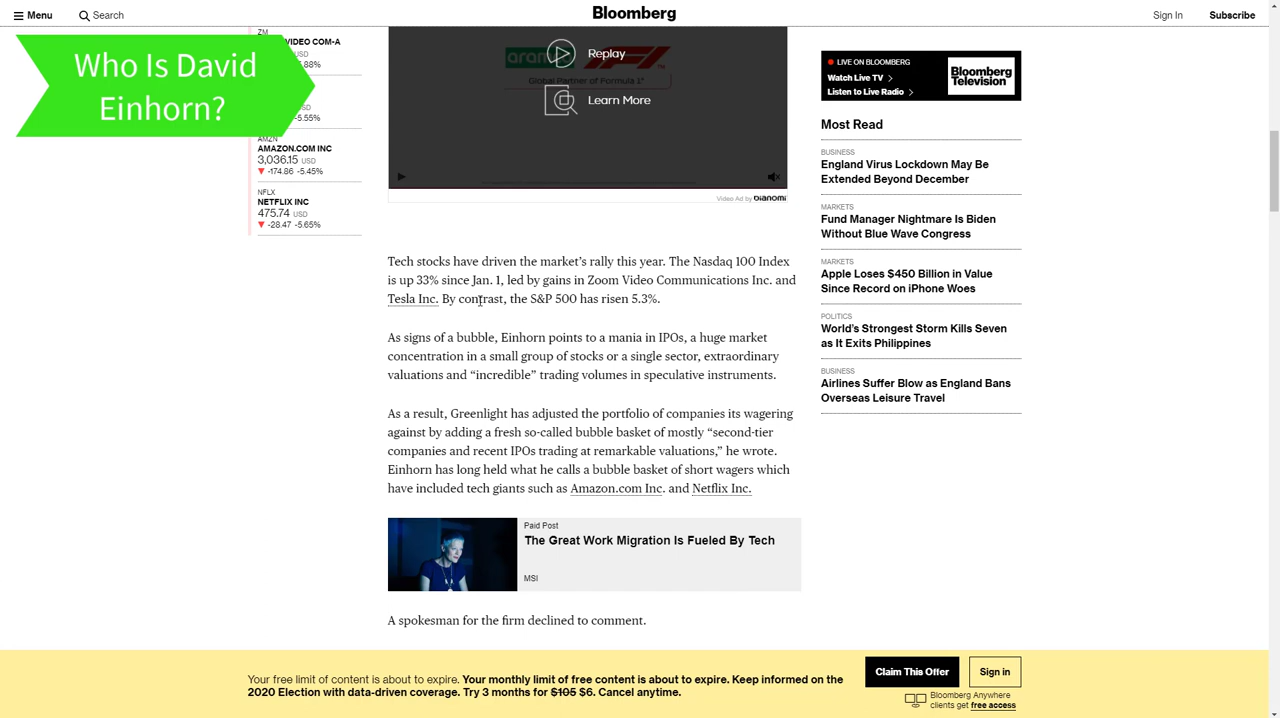 Menu
Search
Bloomberg
Sign In
Subscribe
Who Is David
Einhorn?
ZM
VIDEO COM-A
USD
5.88%
-5.55%
AMZN
AMAZON.COM INC
3,036.15 USD
-174.86 -5.45%
NFLX
NETFLIX INC
475.74 USD
-28.47 -5.65%
Replay
Global Partner of Formula 1
Learn More
Video Ad by DIANOMI
Tech stocks have driven the market’s rally this year. The Nasdaq 100 Index
is up 33% since Jan. 1, led by gains in Zoom Video Communications Inc. and
Tesla Inc. By contrast, the S&P 500 has risen 5.3%.
As signs of a bubble, Einhorn points to a mania in IPOs, a huge market
concentration in a small group of stocks or a single sector, extraordinary
valuations and “incredible” trading volumes in speculative instruments.
As a result, Greenlight has adjusted the portfolio of companies its wagering
against by adding a fresh so-called bubble basket of mostly “second-tier
companies and recent IPOs trading at remarkable valuations,” he wrote.
Einhorn has long held what he calls a bubble basket of short wagers which
have included tech giants such as Amazon.com Inc. and Netflix Inc.
Paid Post
The Great Work Migration Is Fueled By Tech
MSI
A spokesman for the firm declined to comment.
LIVE ON BLOOMBERG
Watch Live TV
Listen to Live Radio
Bloomberg
Television
Most Read
BUSINESS
England Virus Lockdown May Be
Extended Beyond December
MARKETS
Fund Manager Nightmare Is Biden
Without Blue Wave Congress
MARKETS
Apple Loses $450 Billion in Value
Since Record on iPhone Woes
POLITICS
World’s Strongest Storm Kills Seven
as It Exits Philippines
BUSINESS
Airlines Suffer Blow as England Bans
Overseas Leisure Travel
Your free limit of content is about to expire. Your monthly limit of free content is about to expire. Keep informed on the
2020 Election with data-driven coverage. Try 3 months for $105 $6. Cancel anytime.
Claim This Offer
Sign in
Bloomberg Anywhere
clients get free access